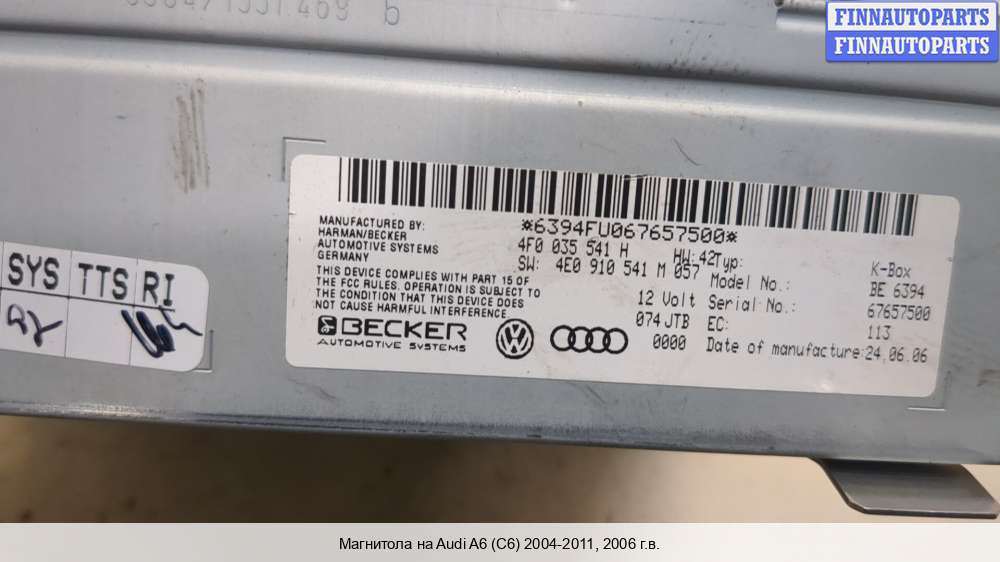 FINNAUTOPARTS
FINNAUTOPARTS
MANUFACTURED BY:
HARMAN/BECKER
AUTOMOTIVE SYSTEMS
GERMANY
THIS DEVICE COMPLIES WITH PART 15 OF
THE FCC RULES. OPERATION IS SUBJECT TO
THE CONDITION THAT THIS DEVICE DOES
NOT CAUSE HARMFUL INTERFERENCE.
BECKER
AUTOMOTIVE SYSTEMS
*6394FU067657500*
4F0 035 541 H HW:42 Typ: K-Box
SW: 4E0 910 541 M 057 Model No.: BE 6394
12 Volt Serial No.: 67657500
074 JTB EC: 113
0000 Date of manufacture: 24.06.06
SYS TTS RI
Магнитола на Audi A6 (C6) 2004-2011, 2006 г.в.